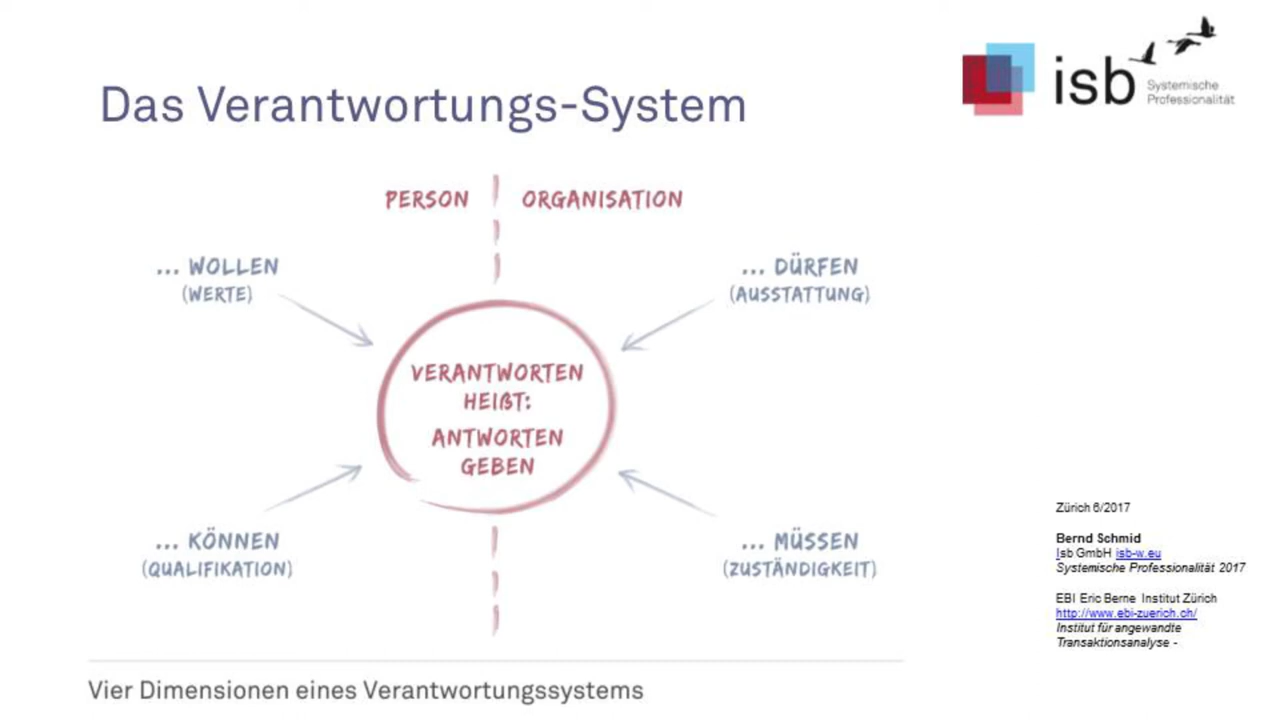 isb
Systemische
Professionalität
Das Verantwortungs-System
PERSON
ORGANISATION
... WOLLEN
(WERTE)
... DÜRFEN
(AUSSTATTUNG)
VERANTWORTEN
HEIßT:
ANTWORTEN
GEBEN
... KÖNNEN
(QUALIFIKATION)
... MÜSSEN
(ZUSTÄNDIGKEIT)
Zürich 6/2017
Bernd Schmid
Isb GmbH isb-w.eu
Systemische Professionalität 2017
EBI Eric Berne Institut Zürich
http://www.ebi-zuerich.ch/
Institut für angewandte
Transaktionsanalyse -
Vier Dimensionen eines Verantwortungssystems